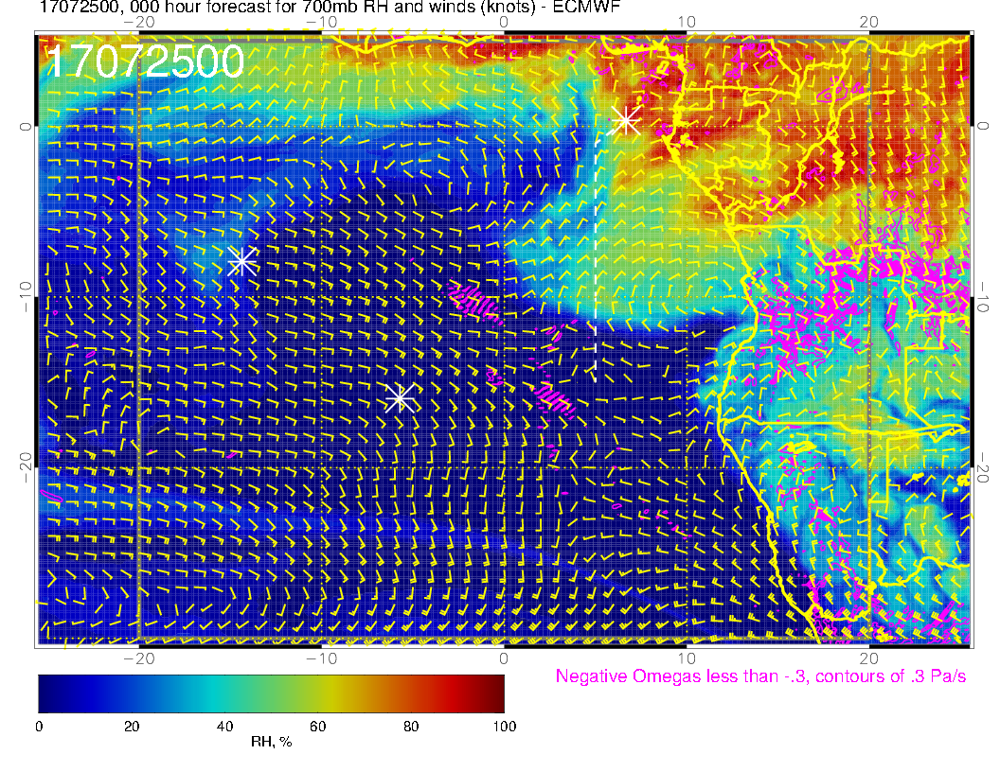 17072500, 000 hour forecast for 700mb RH and winds (knots) - ECMWF
−20 −10 0 10 20
17072500
0 0
−10 −10
−20 −20
−20 −10 0 10 20
Negative Omegas less than -.3, contours of .3 Pa/s
0 20 40 60 80 100
RH, %